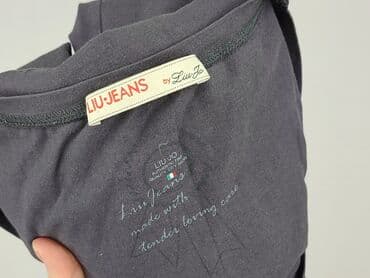 LIU·JEANS by Liu·Jo
LIU·JO
Liu Jeans
made with
tender loving care